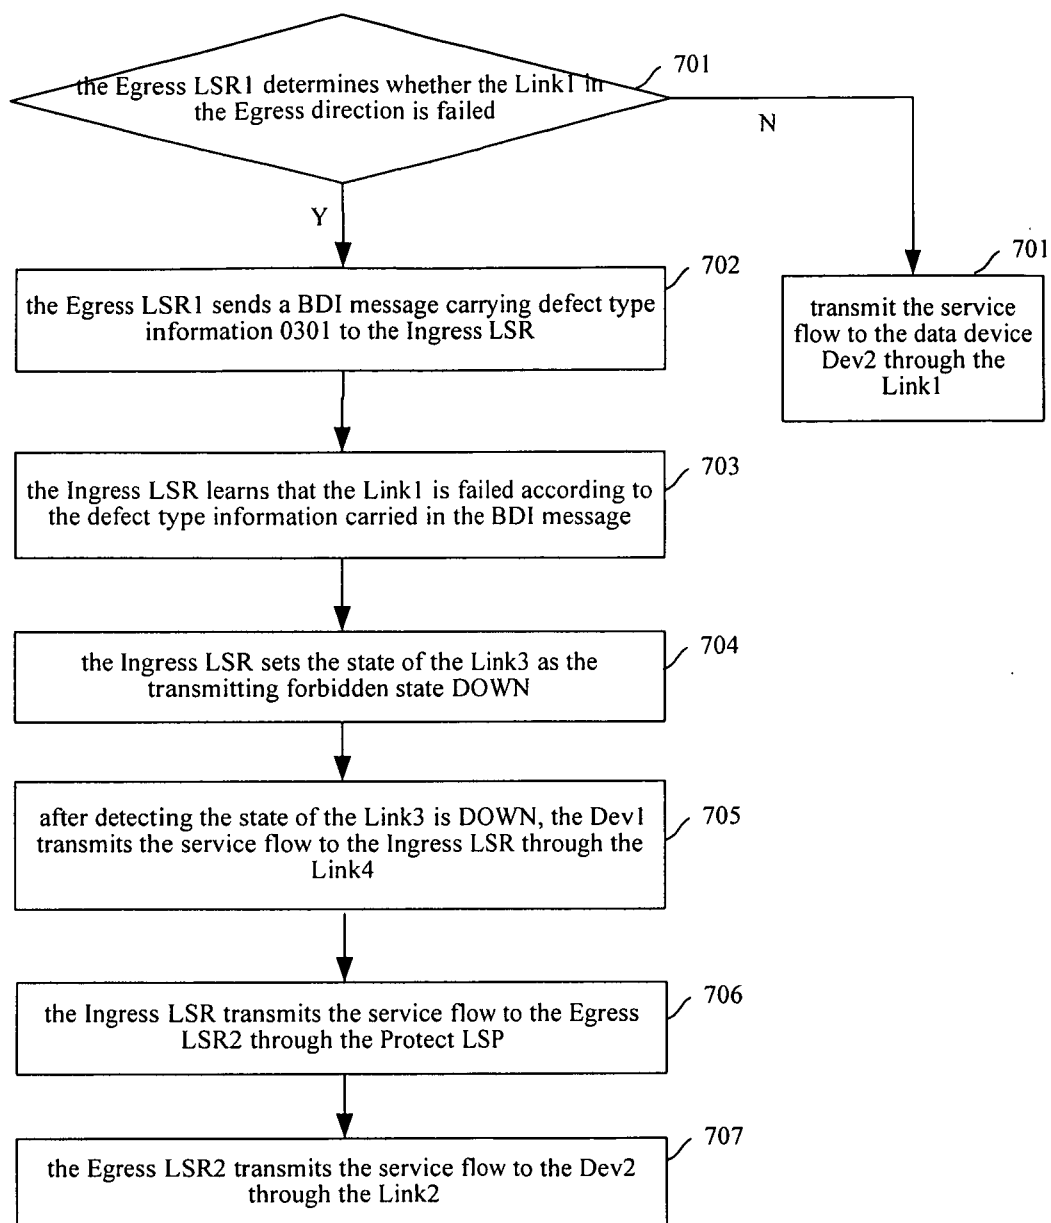 the Egress LSR1 determines whether the Link1 in
the Egress direction is failed
701
N
Y
701
transmit the service
flow to the data device
Dev2 through the
Link1
702
the Egress LSR1 sends a BDI message carrying defect type
information 0301 to the Ingress LSR
703
the Ingress LSR learns that the Link1 is failed according to
the defect type information carried in the BDI message
704
the Ingress LSR sets the state of the Link3 as the
transmitting forbidden state DOWN
705
after detecting the state of the Link3 is DOWN, the Dev1
transmits the service flow to the Ingress LSR through the
Link4
706
the Ingress LSR transmits the service flow to the Egress
LSR2 through the Protect LSP
707
the Egress LSR2 transmits the service flow to the Dev2
through the Link2